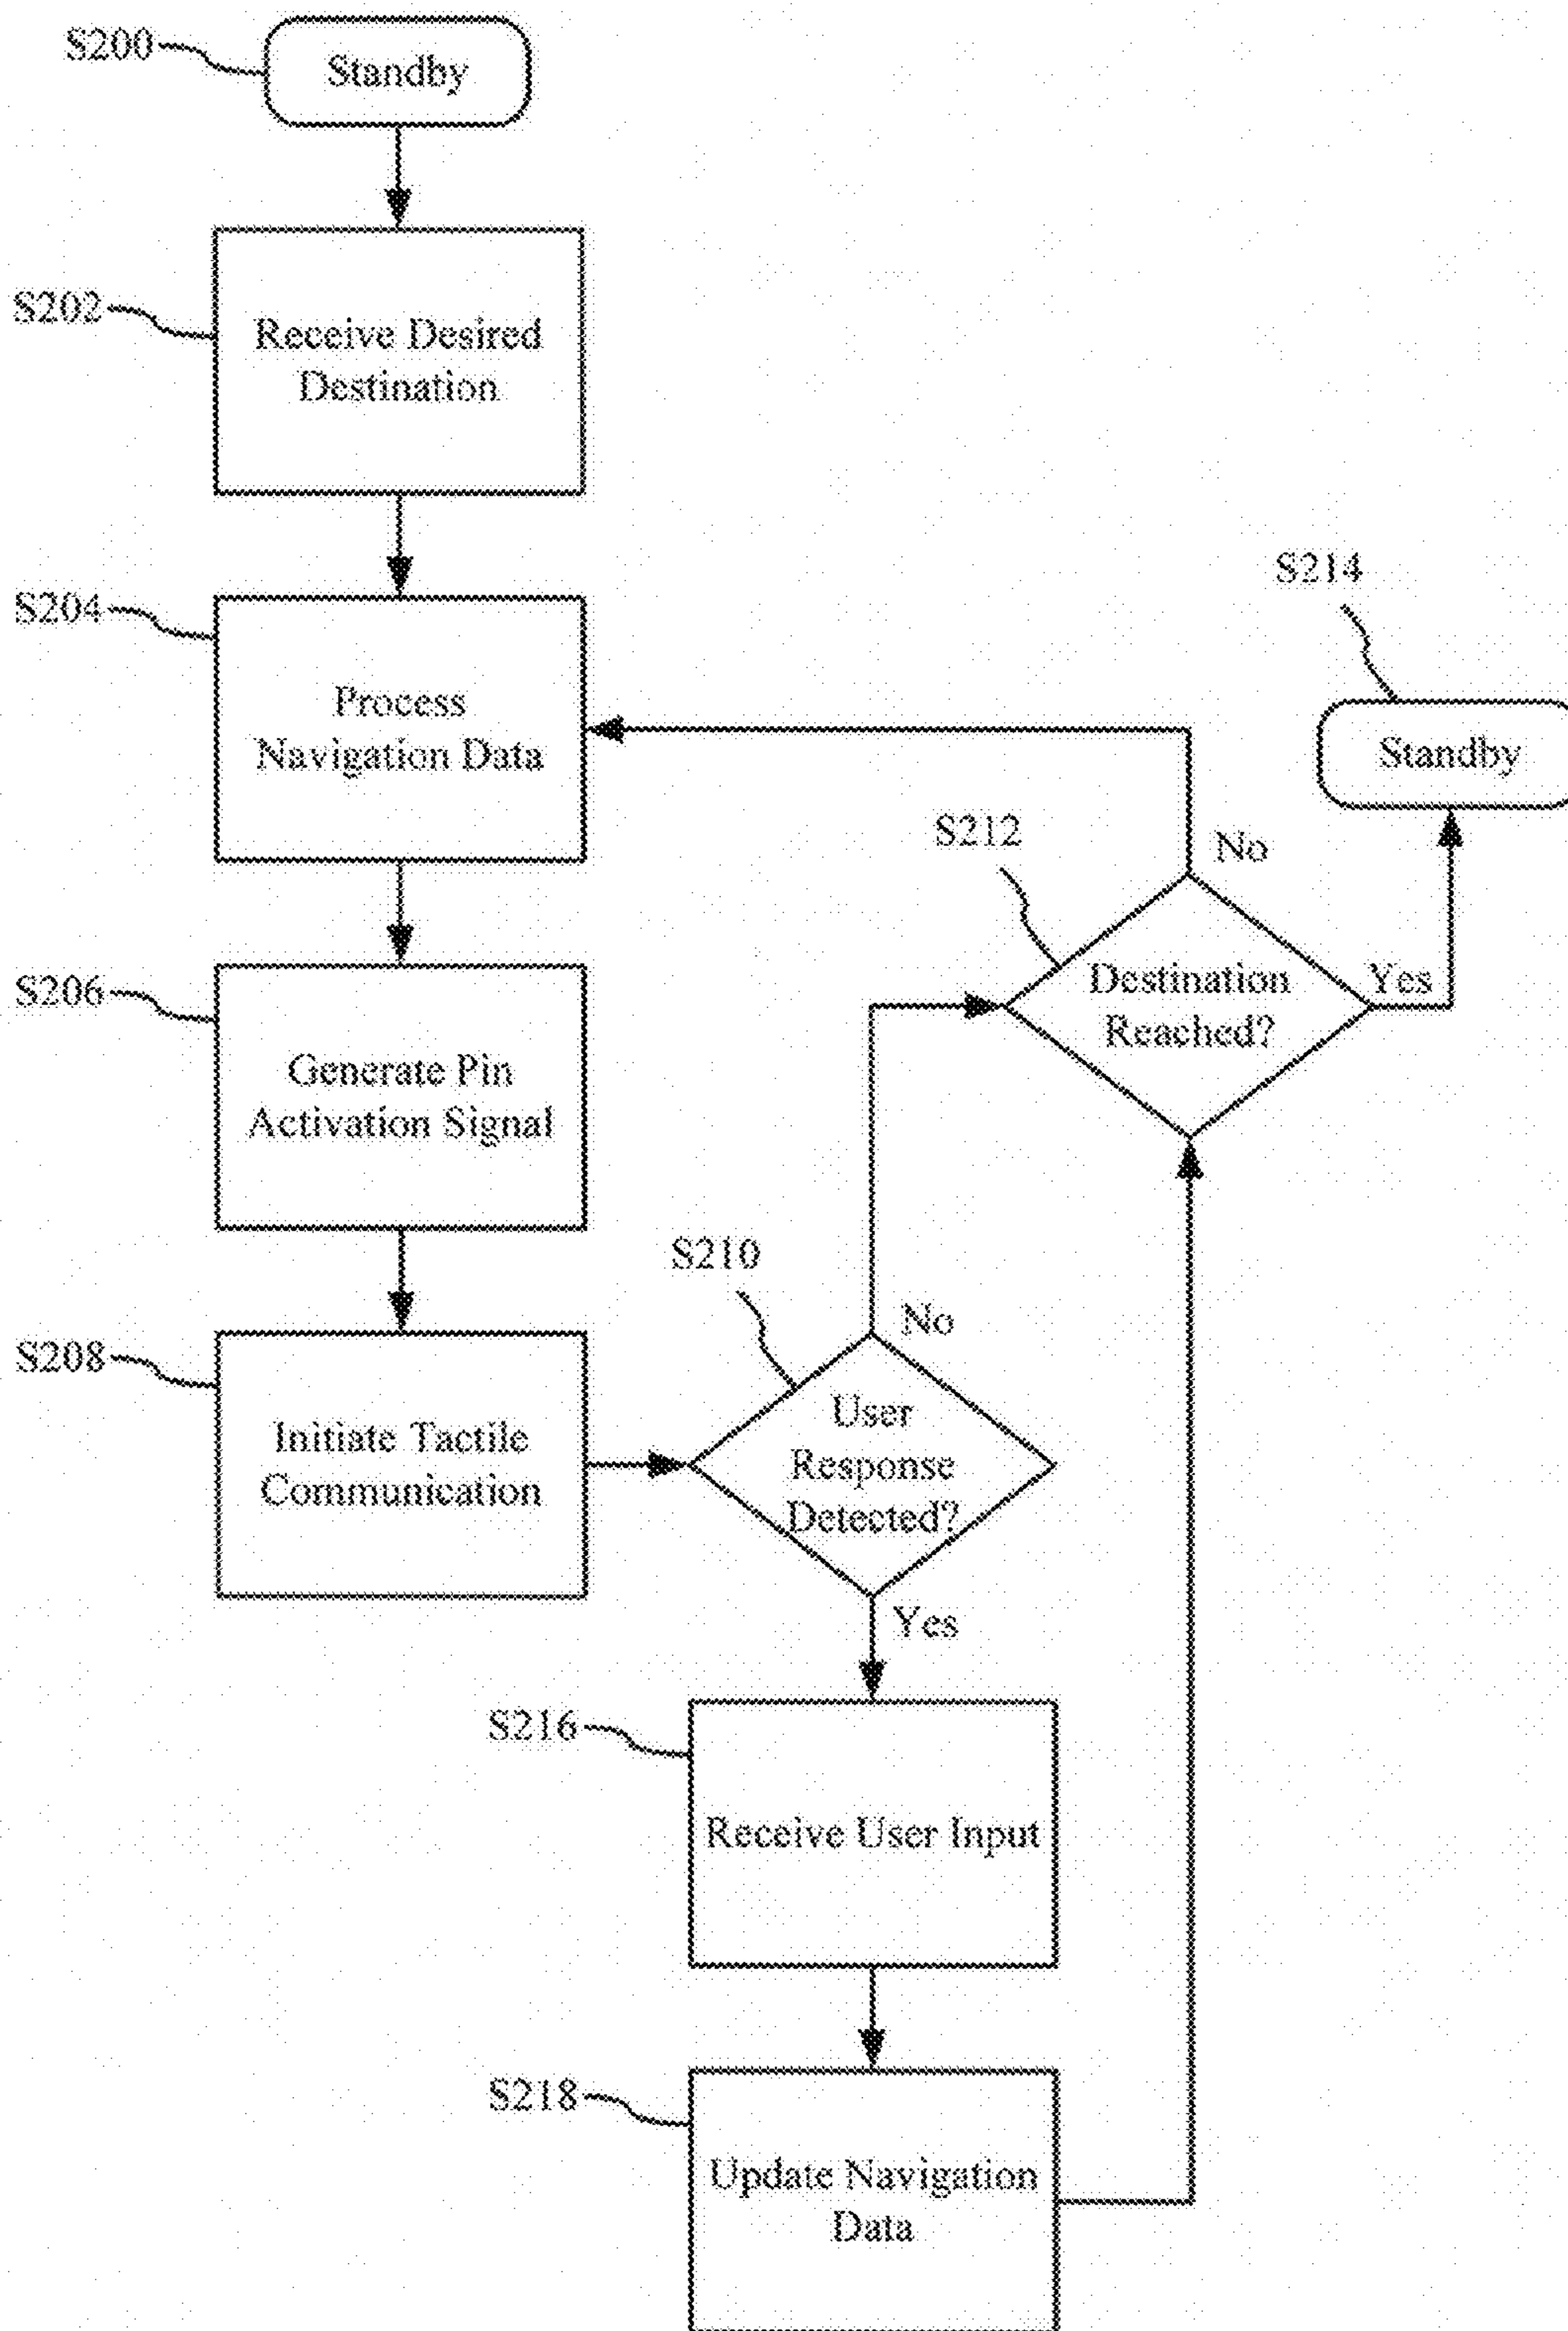 S200
Standby
S202
Receive Desired
Destination
S204
Process
Navigation Data
S206
Generate Pin
Activation Signal
S208
Initiate Tactile
Communication
S210
User
Response
Detected?
No
Yes
S212
Destination
Reached?
No
Yes
S214
Standby
S216
Receive User Input
S218
Update Navigation
Data